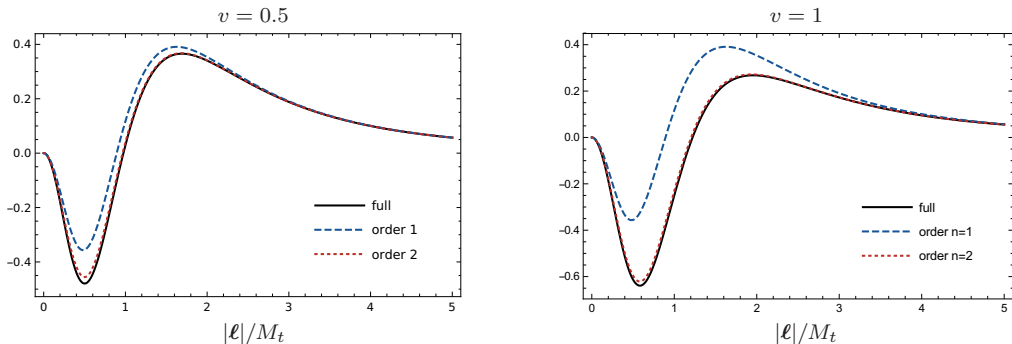 v = 0.5
0.4
0.2
0.0
−0.2
−0.4
0 1 2 3 4 5
full
order 1
order 2
|ℓ|/M_t
v = 1
0.4
0.2
0.0
−0.2
−0.4
−0.6
0 1 2 3 4 5
full
order n=1
order n=2
|ℓ|/M_t